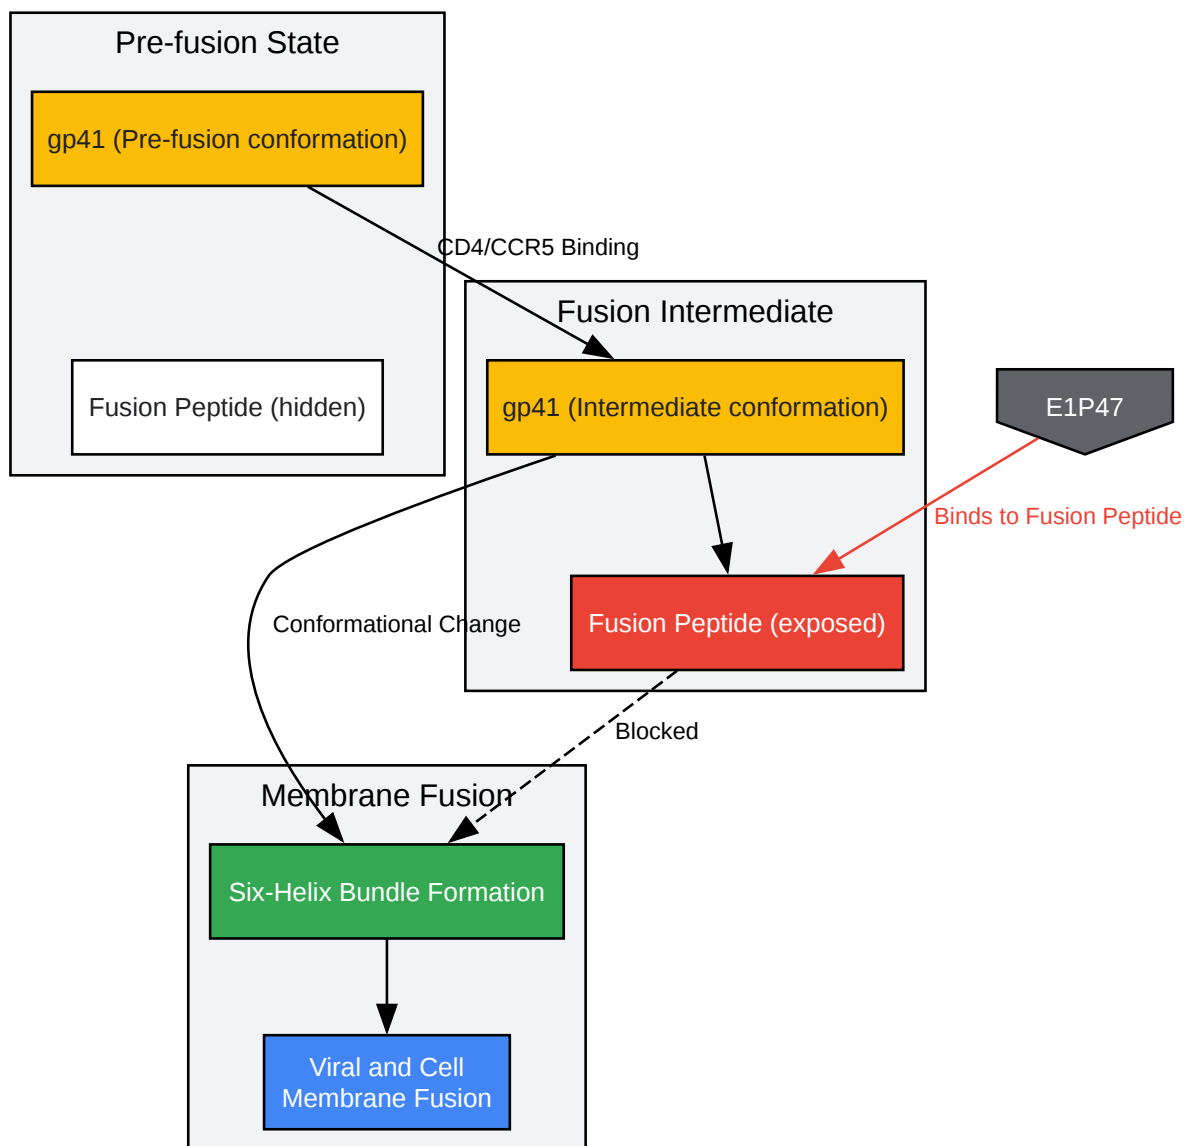 Pre-fusion State
gp41 (Pre-fusion conformation)
CD4/CCR5 Binding
Fusion Intermediate
Fusion Peptide (hidden)
gp41 (Intermediate conformation)
E1P47
Binds to Fusion Peptide
Conformational Change
Fusion Peptide (exposed)
Blocked
Membrane Fusion
Six-Helix Bundle Formation
Viral and Cell
Membrane Fusion